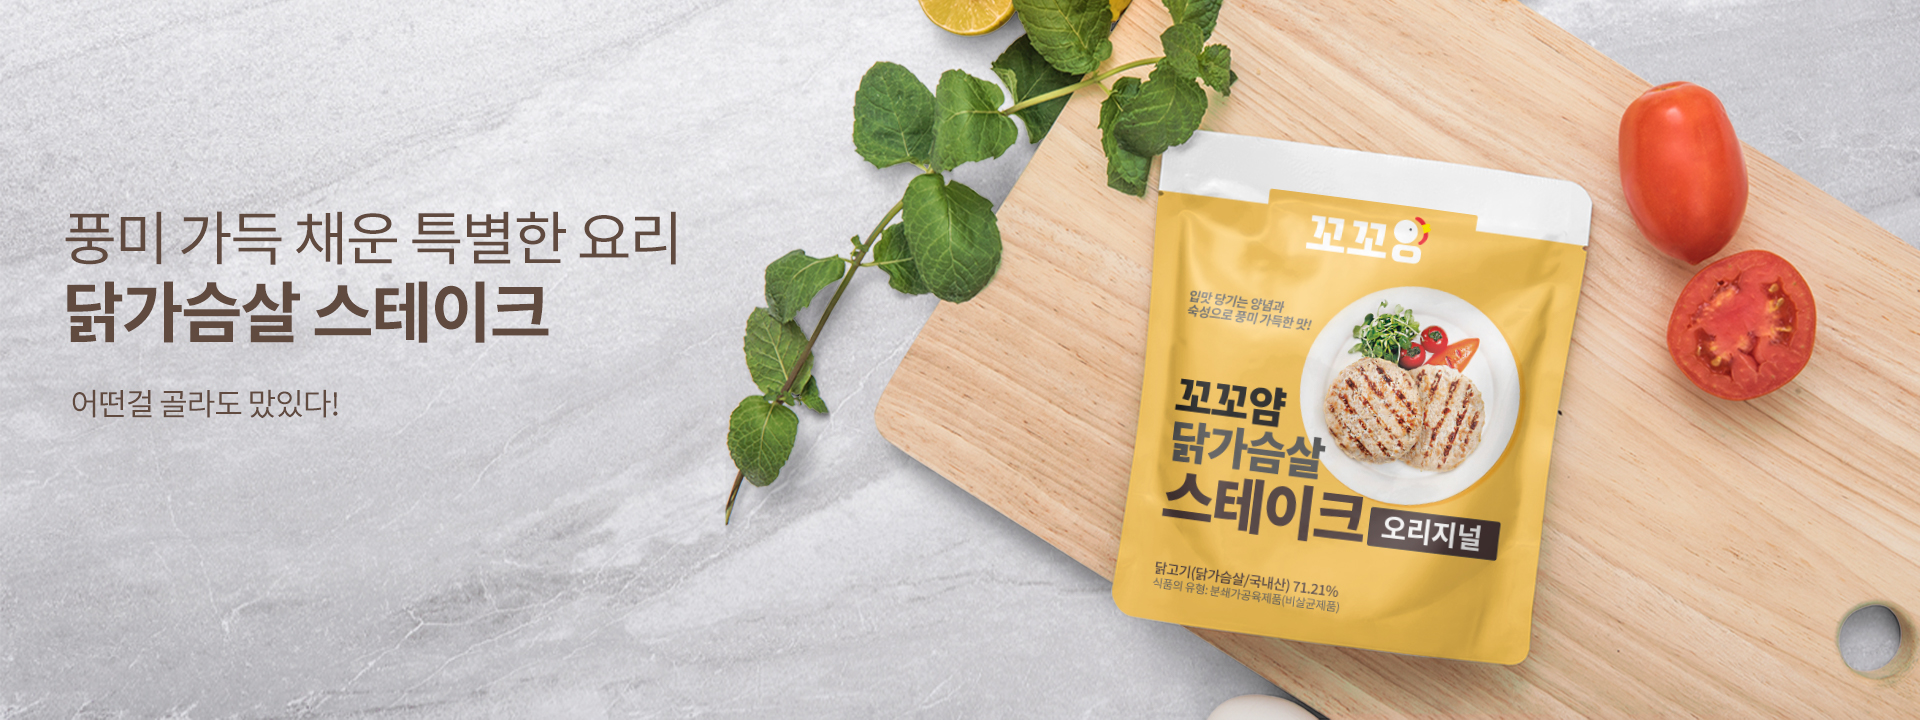 풍미 가득 채운 특별한 요리
닭가슴살 스테이크
어떤걸 골라도 맛있다!
꼬꼬얌
입맛 당기는 양념과
숙성으로 풍미 가득한 맛!
꼬꼬얌
닭가슴살
스테이크 오리지널
닭고기(닭가슴살/국내산) 71.21%
식품의 유형: 분쇄가공육제품(비살균제품)